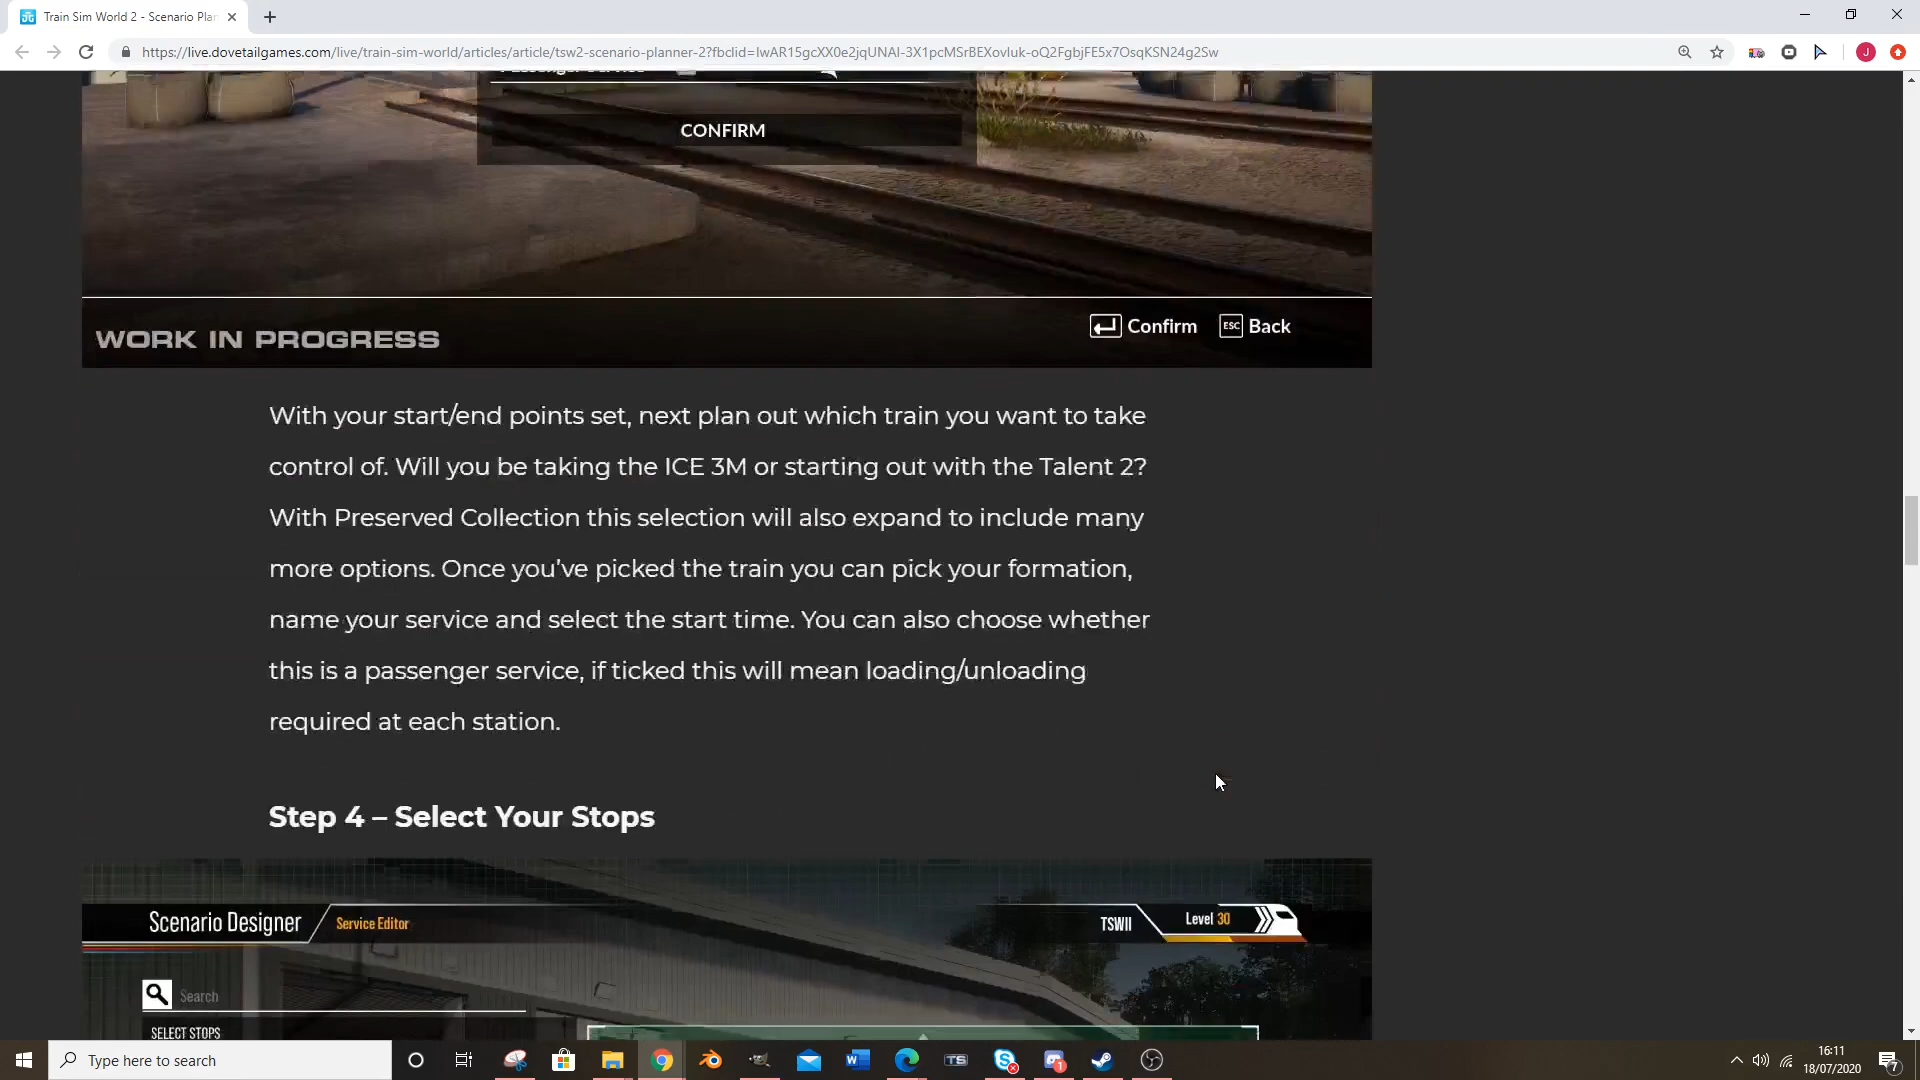 Train Sim World 2 - Scenario Plan
https://live.dovetailgames.com/live/train-sim-world/articles/article/tsw2-scenario-planner-2?fbclid=IwAR15gcXX0e2jqUNAI-3X1pcMSrBEXovIuk-oQ2FgbjFE5x7OsqKSN24g2Sw
J
Passenger Service
CONFIRM
WORK IN PROGRESS
Confirm
ESC Back
With your start/end points set, next plan out which train you want to take
control of. Will you be taking the ICE 3M or starting out with the Talent 2?
With Preserved Collection this selection will also expand to include many
more options. Once you've picked the train you can pick your formation,
name your service and select the start time. You can also choose whether
this is a passenger service, if ticked this will mean loading/unloading
required at each station.
Step 4 – Select Your Stops
Scenario Designer
Service Editor
TSWII
Level 30
Search
SELECT STOPS
Type here to search
W
TS
1
16:11
18/07/2020
7